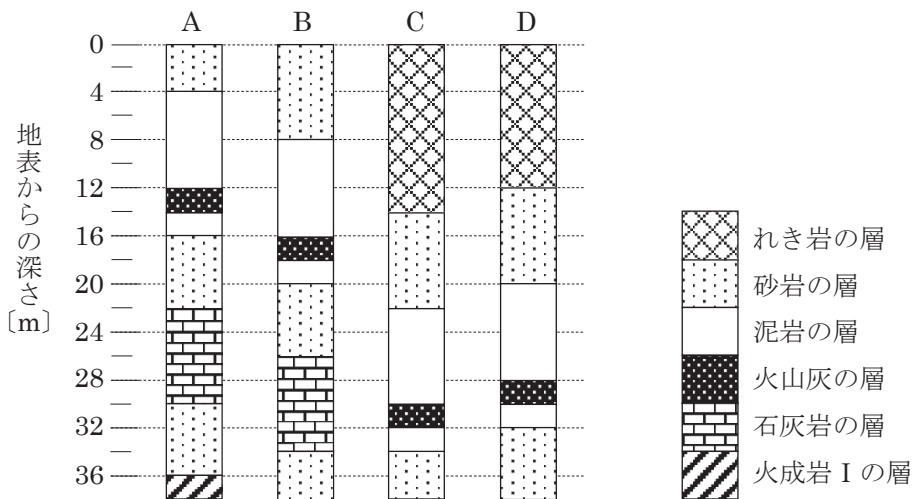 A B C D
0
4
8
12
16
20
24
28
32
36
地表からの深さ
〔m〕
れき岩の層
砂岩の層
泥岩の層
火山灰の層
石灰岩の層
火成岩Ⅰの層